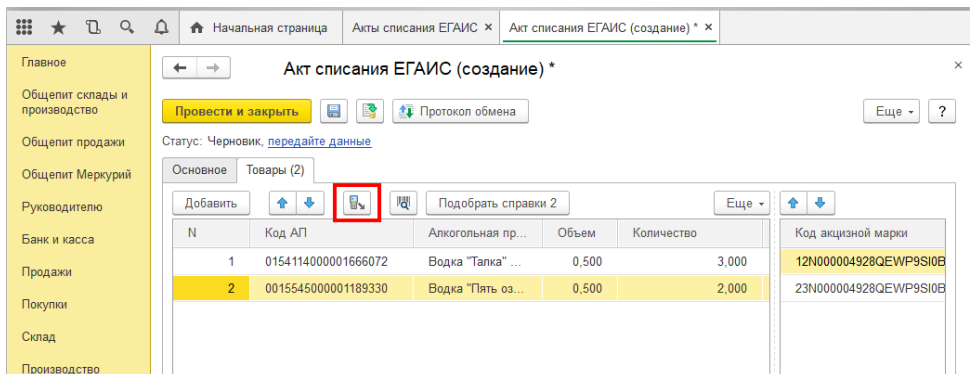 Начальная страница
Акты списания ЕГАИС ×
Акт списания ЕГАИС (создание) * ×
Главное
Общепит склады и
производство
Общепит продажи
Общепит Меркурий
Руководителю
Банк и касса
Продажи
Покупки
Склад
Производство
Акт списания ЕГАИС (создание) *
×
Провести и закрыть
Протокол обмена
Еще
?
Статус: Черновик, передайте данные
Основное
Товары (2)
Добавить
Подобрать справки 2
Еще
N Код АП Алкогольная пр... Объем Количество
Код акцизной марки
1 0154114000001666072 Водка "Талка" ... 0,500 3,000
12N000004928QEWP9SI0B
2 0015545000001189330 Водка "Пять оз... 0,500 2,000
23N000004928QEWP9SI0B